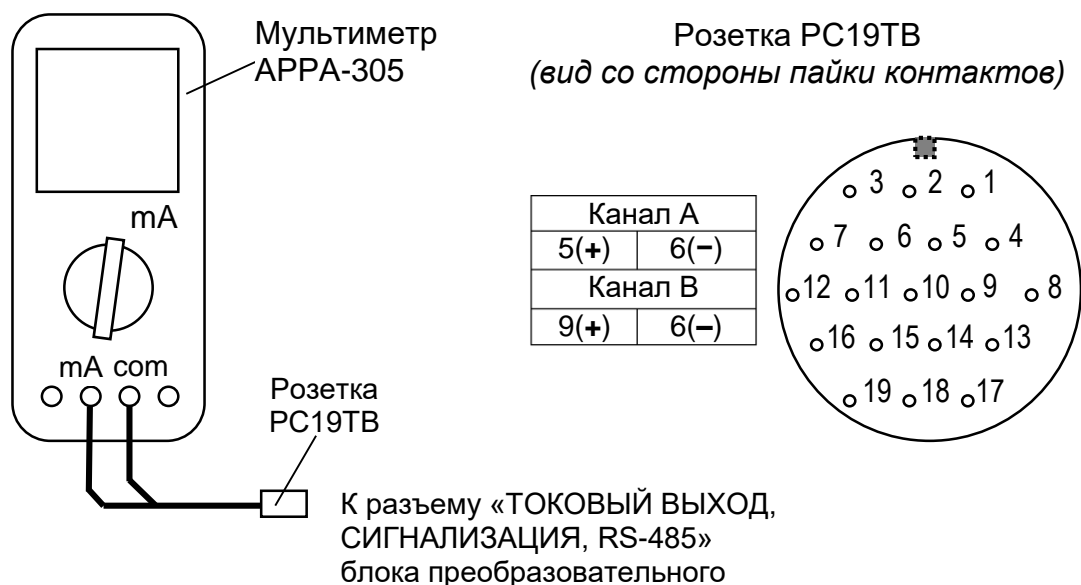 Мультиметр
APPA-305
Розетка РС19ТВ
(вид со стороны пайки контактов)
mA
mA com
Канал А
5(+) 6(−)
Канал В
9(+) 6(−)
3 2 1
7 6 5 4
12 11 10 9 8
16 15 14 13
19 18 17
Розетка
РС19ТВ
К разъему «ТОКОВЫЙ ВЫХОД,
СИГНАЛИЗАЦИЯ, RS-485»
блока преобразовательного